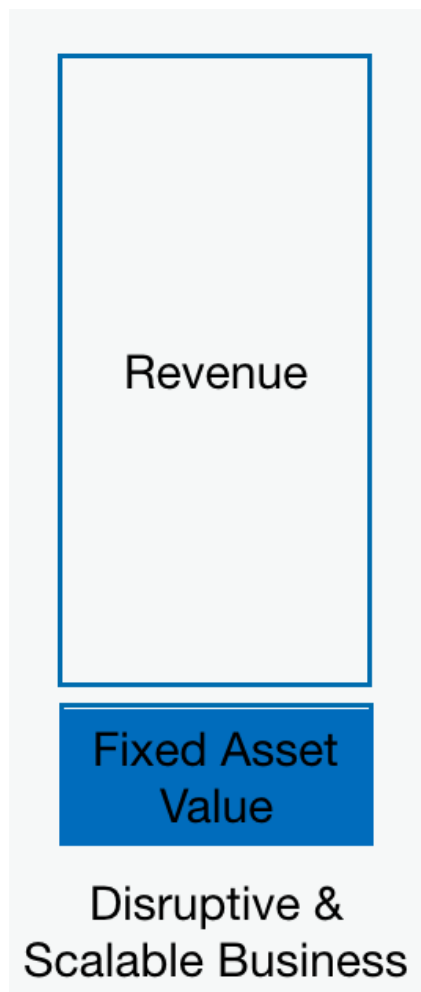 Revenue
Fixed Asset
Value
Disruptive &
Scalable Business